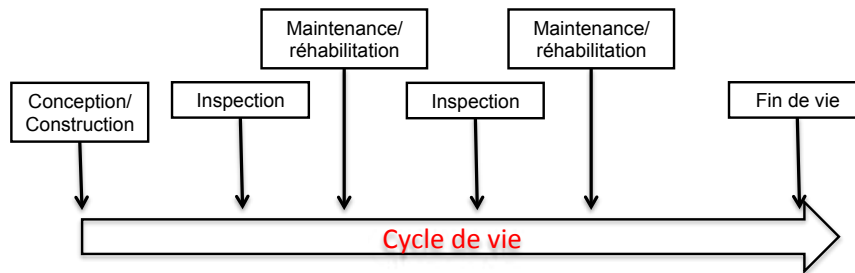 Maintenance/
réhabilitation
Maintenance/
réhabilitation
Conception/
Construction
Inspection
Inspection
Fin de vie
Cycle de vie